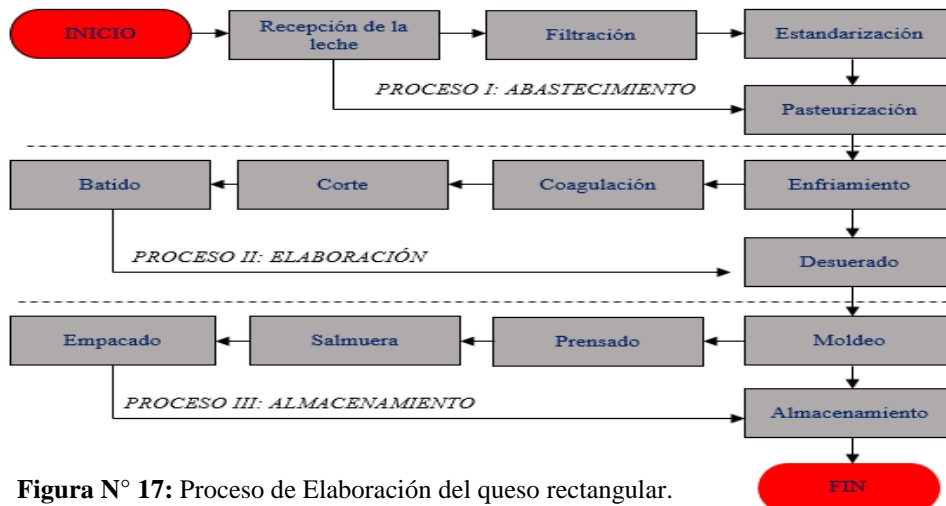 INICIO
Recepción de la
leche
Filtración
Estandarización
PROCESO I: ABASTECIMIENTO
Pasteurización
Batido
Corte
Coagulación
Enfriamiento
PROCESO II: ELABORACIÓN
Desuerado
Empacado
Salmuera
Prensado
Moldeo
PROCESO III: ALMACENAMIENTO
Almacenamiento
Figura N° 17: Proceso de Elaboración del queso rectangular.
FIN